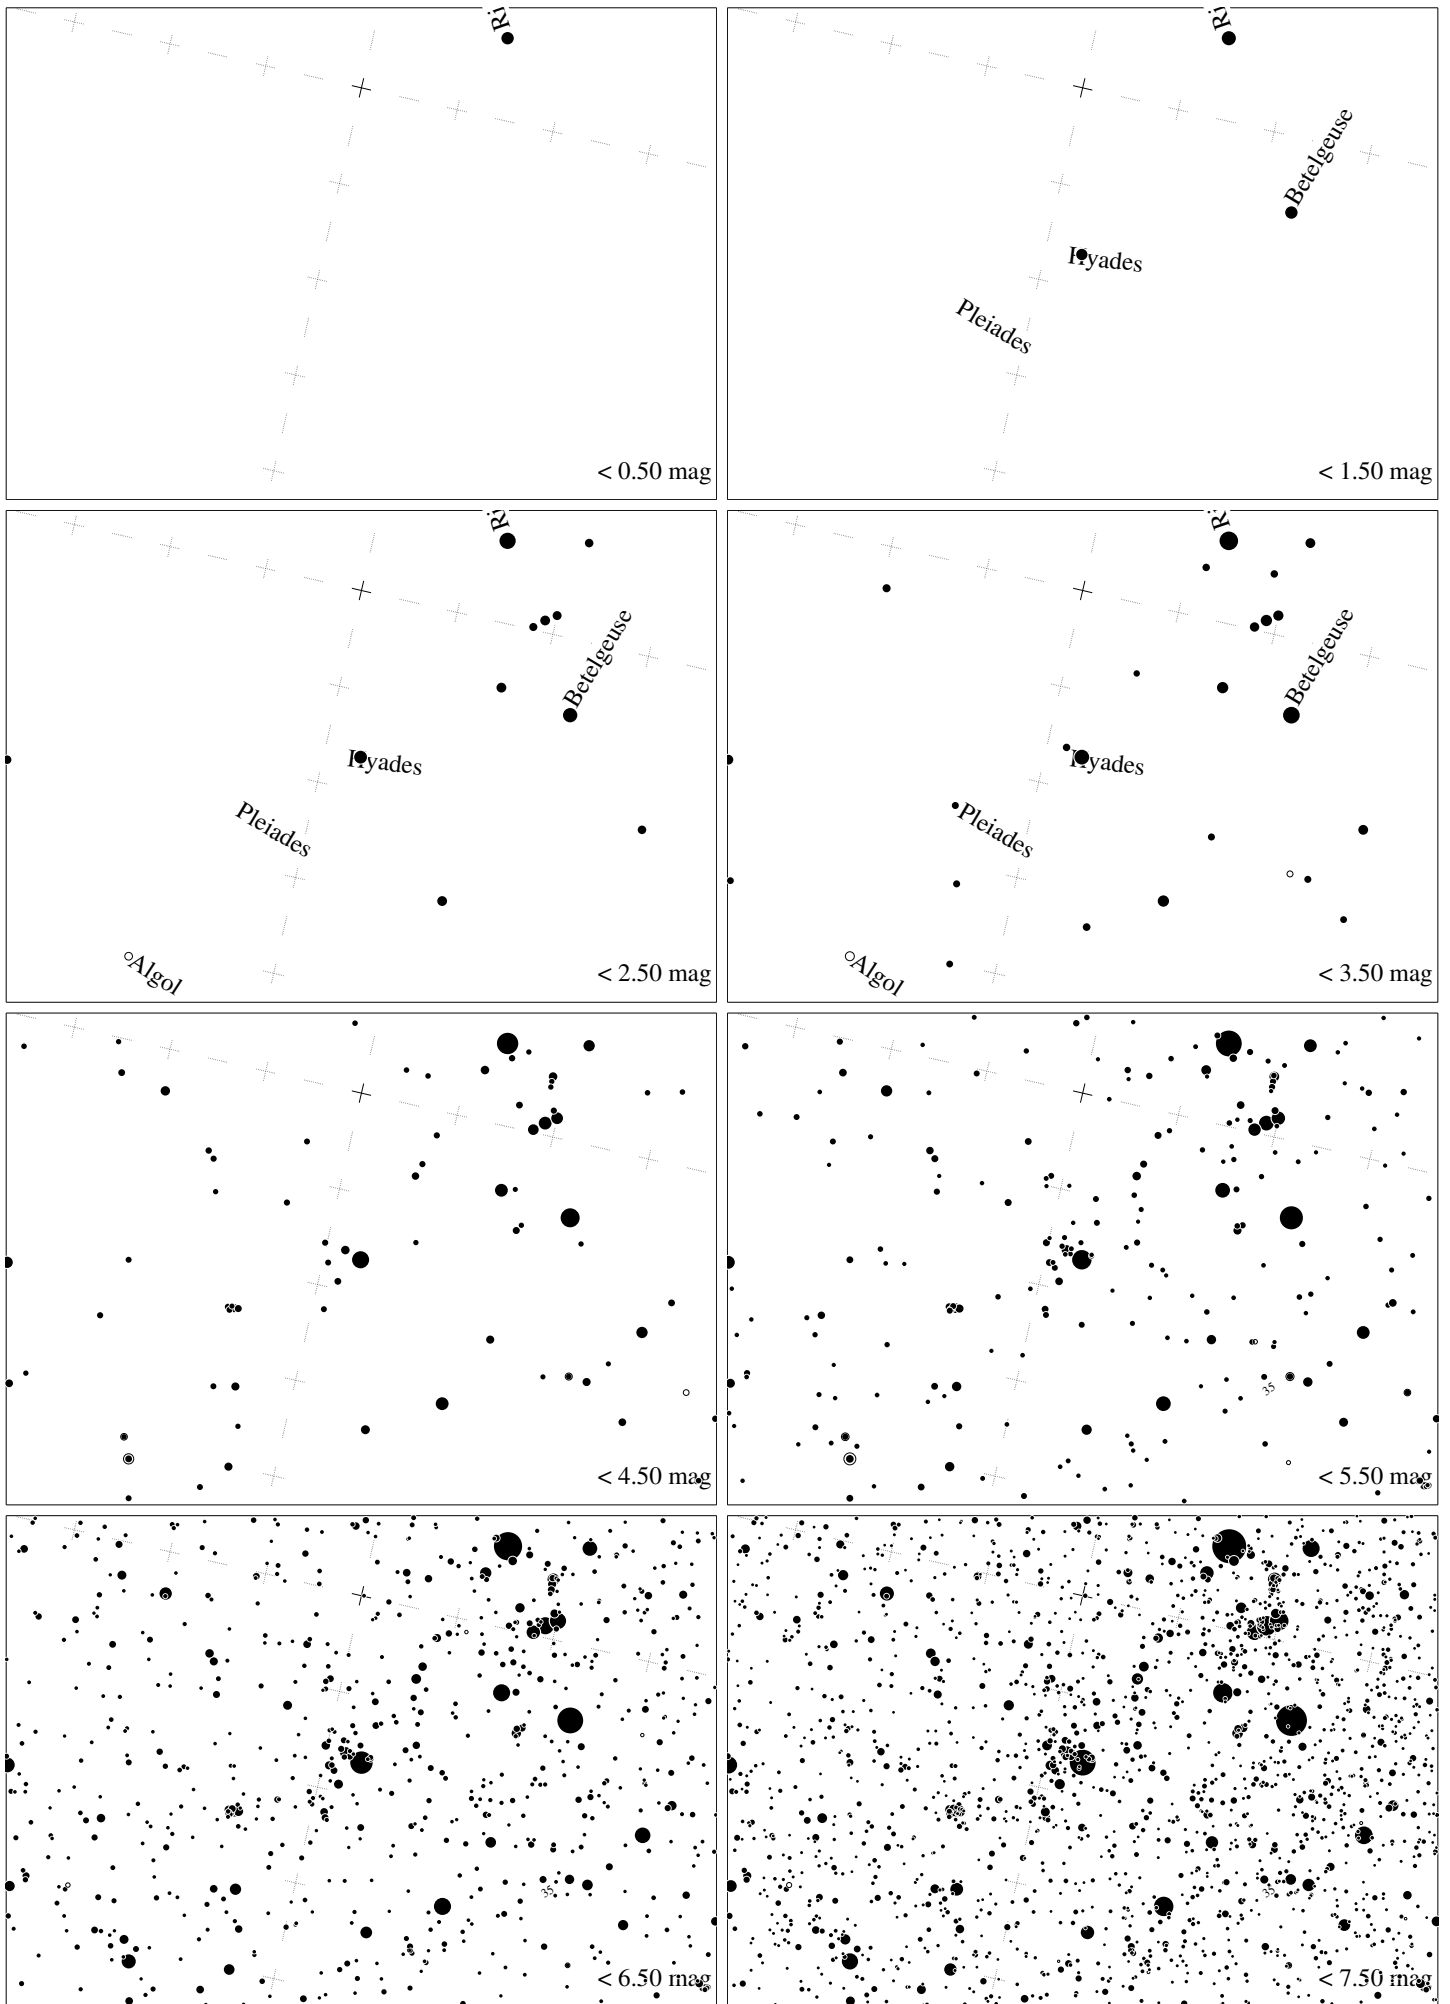 Ri
< 0.50 mag
Ri
Betelgeuse
Hyades
Pleiades
< 1.50 mag
Ri
Betelgeuse
Hyades
Pleiades
Algol
< 2.50 mag
Ri
Betelgeuse
Hyades
Pleiades
Algol
< 3.50 mag
< 4.50 mag
35
< 5.50 mag
35
< 6.50 mag
35
< 7.50 mag